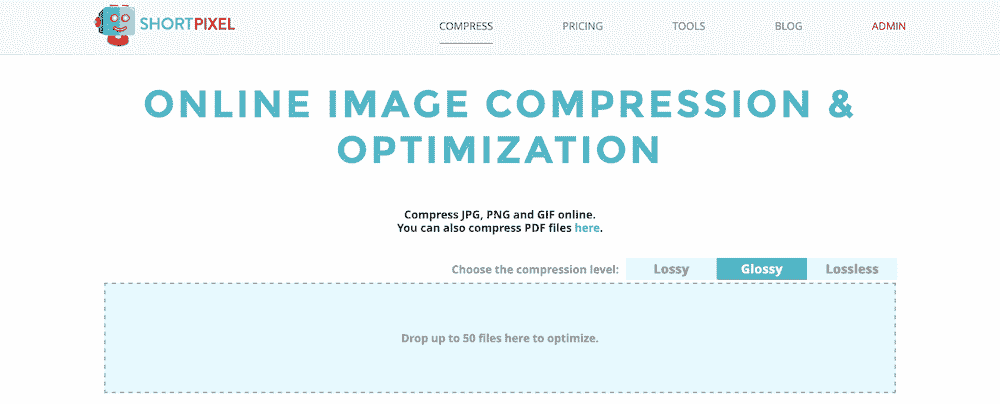 SHORTPIXEL
COMPRESS
PRICING
TOOLS
BLOG
ADMIN
ONLINE IMAGE COMPRESSION &
OPTIMIZATION
Compress JPG, PNG and GIF online.
You can also compress PDF files here.
Choose the compression level:
Lossy
Glossy
Lossless
Drop up to 50 files here to optimize.